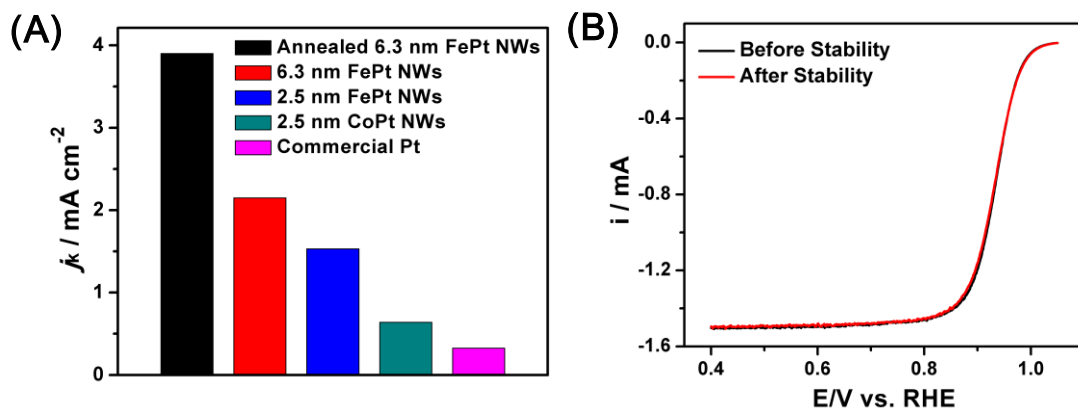 (A)
jk / mA cm-2
4
3
2
1
0
Annealed 6.3 nm FePt NWs
6.3 nm FePt NWs
2.5 nm FePt NWs
2.5 nm CoPt NWs
Commercial Pt
(B)
i / mA
0.0
-0.4
-0.8
-1.2
-1.6
Before Stability
After Stability
0.4 0.6 0.8 1.0
E/V vs. RHE